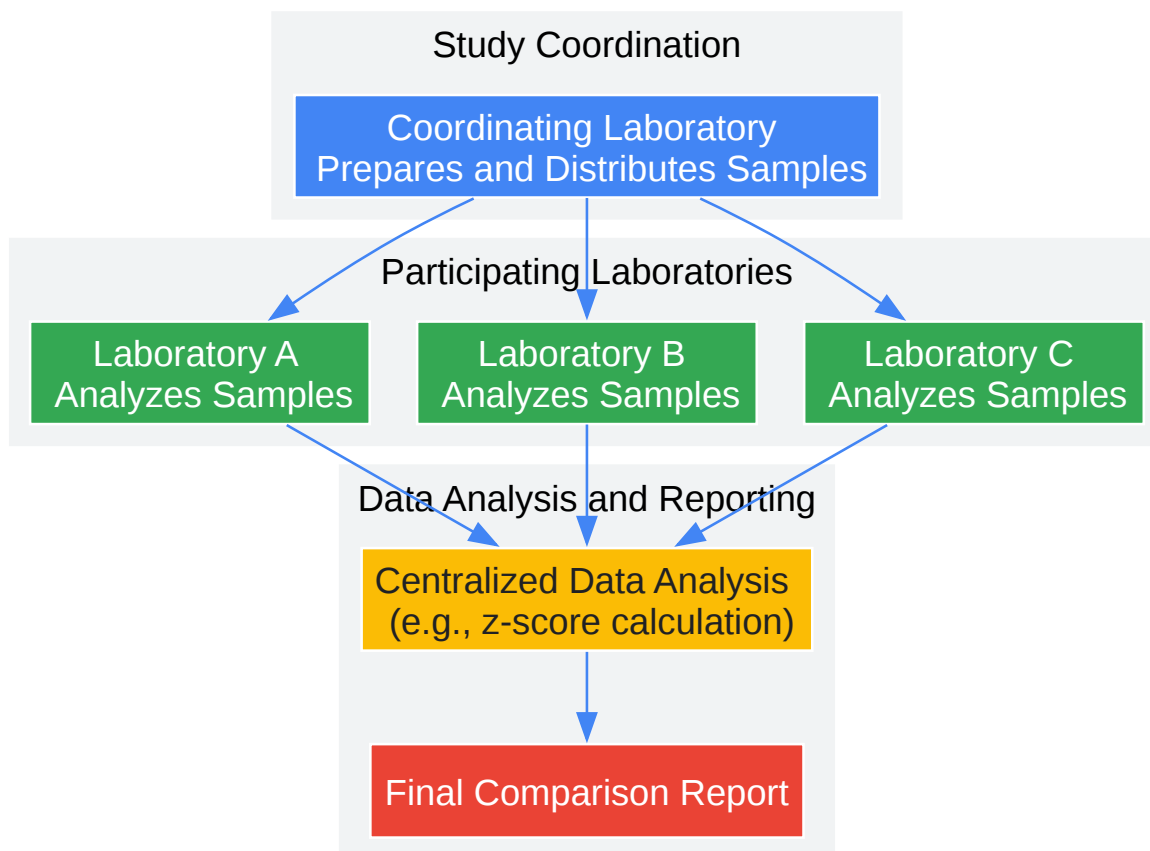 Study Coordination
Coordinating Laboratory
Prepares and Distributes Samples
Participating Laboratories
Laboratory A
Analyzes Samples
Laboratory B
Analyzes Samples
Laboratory C
Analyzes Samples
Data Analysis and Reporting
Centralized Data Analysis
(e.g., z-score calculation)
Final Comparison Report